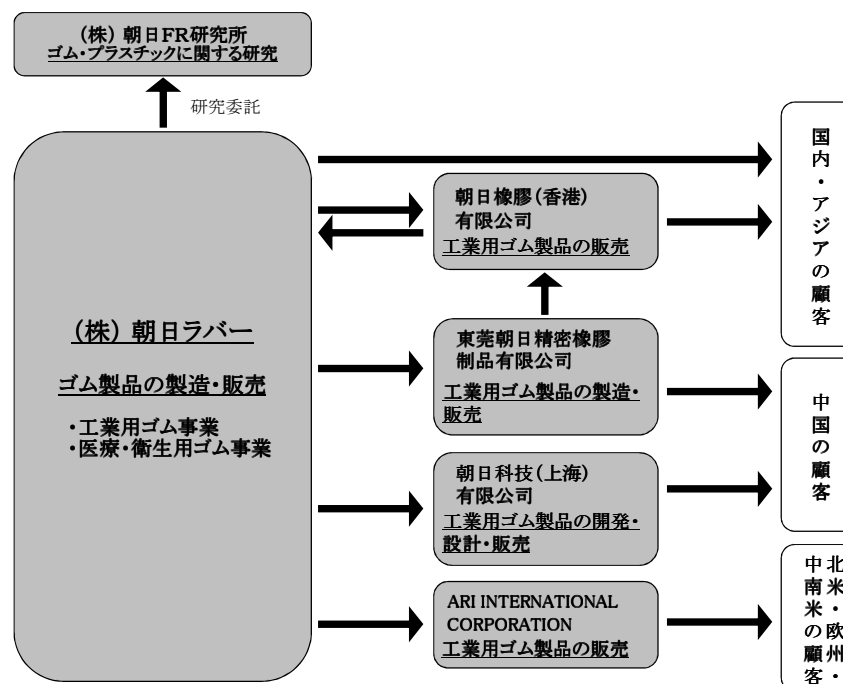 (株) 朝日FR研究所
ゴム・プラスチックに関する研究
研究委託
(株) 朝日ラバー
ゴム製品の製造・販売
・工業用ゴム事業
・医療・衛生用ゴム事業
朝日橡膠(香港)
有限公司
工業用ゴム製品の販売
東莞朝日精密橡膠
制品有限公司
工業用ゴム製品の製造・
販売
朝日科技(上海)
有限公司
工業用ゴム製品の開発・
設計・販売
ARI INTERNATIONAL
CORPORATION
工業用ゴム製品の販売
国内・アジアの顧客
中国の顧客
北米・欧州・
中南米の顧客